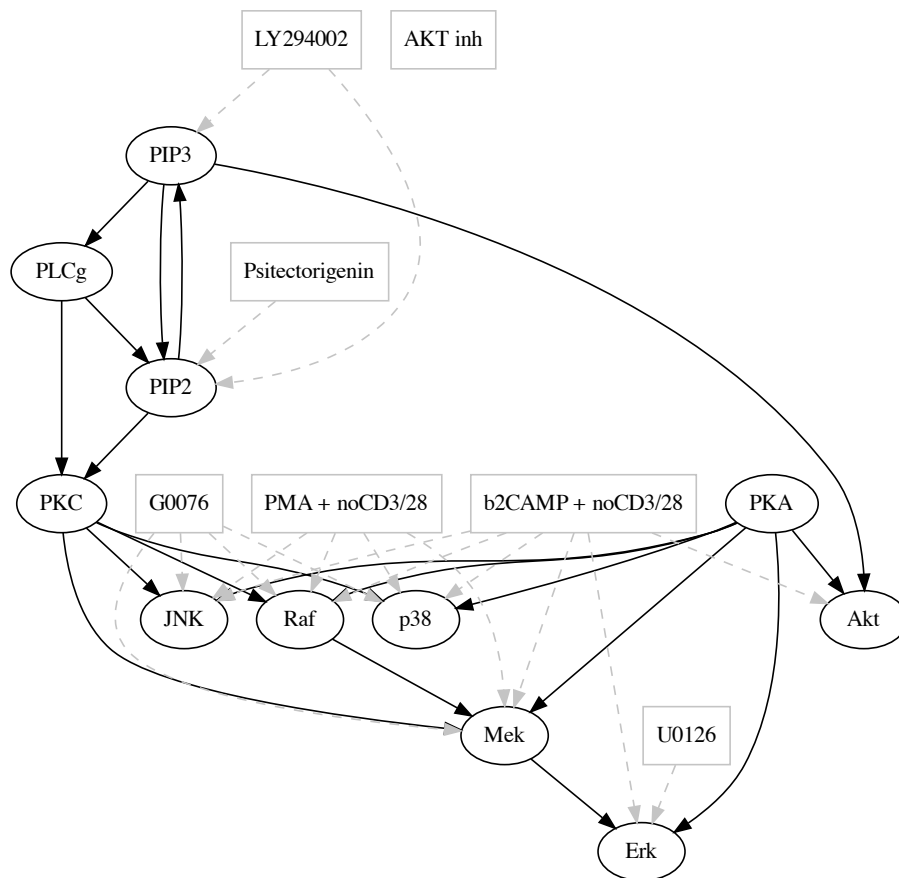 LY294002
AKT inh
PIP3
PLCg
Psitectorigenin
PIP2
PKC
G0076
PMA + noCD3/28
b2CAMP + noCD3/28
PKA
JNK
Raf
p38
Akt
Mek
U0126
Erk